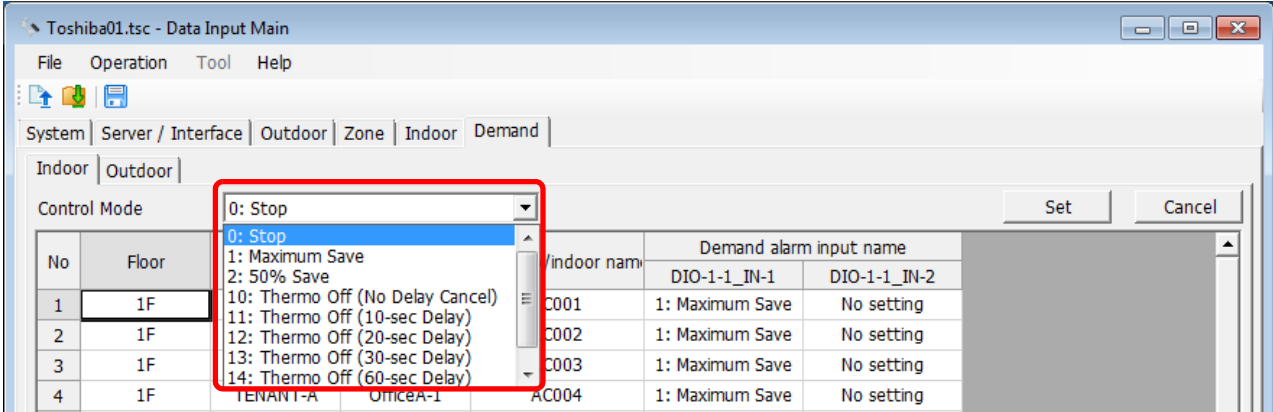 Toshiba01.tsc - Data Input Main
File Operation Tool Help
System Server / Interface Outdoor Zone Indoor Demand
Indoor Outdoor
Control Mode 0: Stop Set Cancel
0: Stop
1: Maximum Save
2: 50% Save
10: Thermo Off (No Delay Cancel)
11: Thermo Off (10-sec Delay)
12: Thermo Off (20-sec Delay)
13: Thermo Off (30-sec Delay)
14: Thermo Off (60-sec Delay)
No Floor /indoor name Demand alarm input name
DIO-1-1_IN-1 DIO-1-1_IN-2
1 1F C001 1: Maximum Save No setting
2 1F C002 1: Maximum Save No setting
3 1F C003 1: Maximum Save No setting
4 1F TENANT-A OfficeA-1 AC004 1: Maximum Save No setting